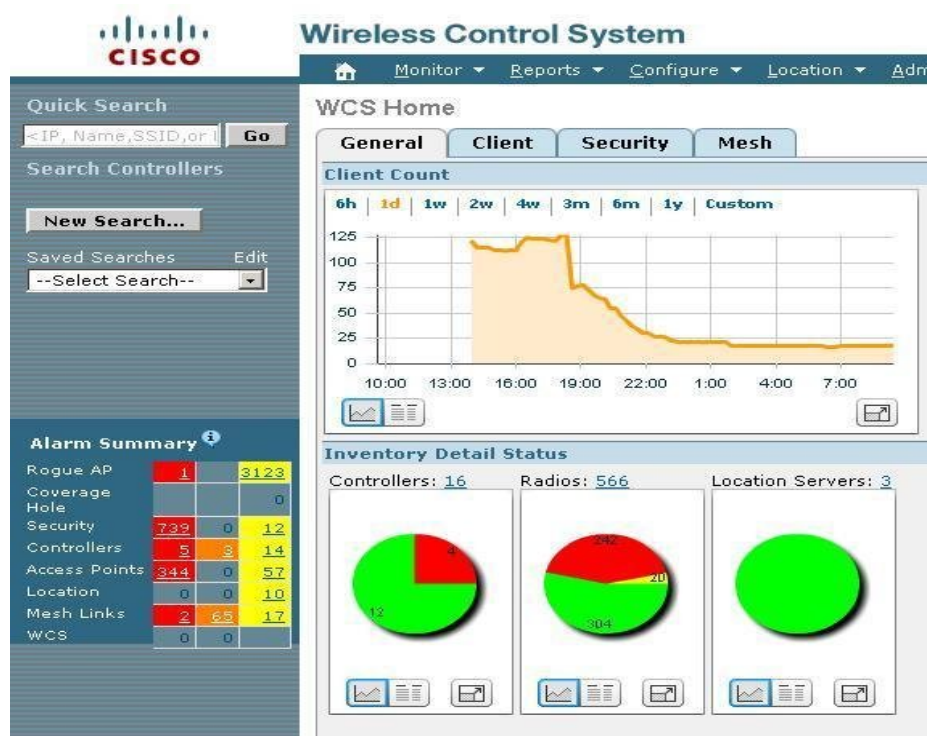 CISCO
Wireless Control System
Monitor Reports Configure Location Adm
Quick Search
<IP, Name,SSID,or Go
Search Controllers
New Search...
Saved Searches Edit
--Select Search--
WCS Home
General Client Security Mesh
Client Count
6h | 1d | 1w | 2w | 4w | 3m | 6m | 1y | Custom
125
100
75
50
25
0
10:00 13:00 16:00 19:00 22:00 1:00 4:00 7:00
Alarm Summary
Rogue AP 1 3123
Coverage Hole 0
Security 739 0 12
Controllers 5 3 14
Access Points 344 0 57
Location 0 0 10
Mesh Links 2 65 17
WCS 0 0
Inventory Detail Status
Controllers: 16 Radios: 566 Location Servers: 3
4
12
242
20
304